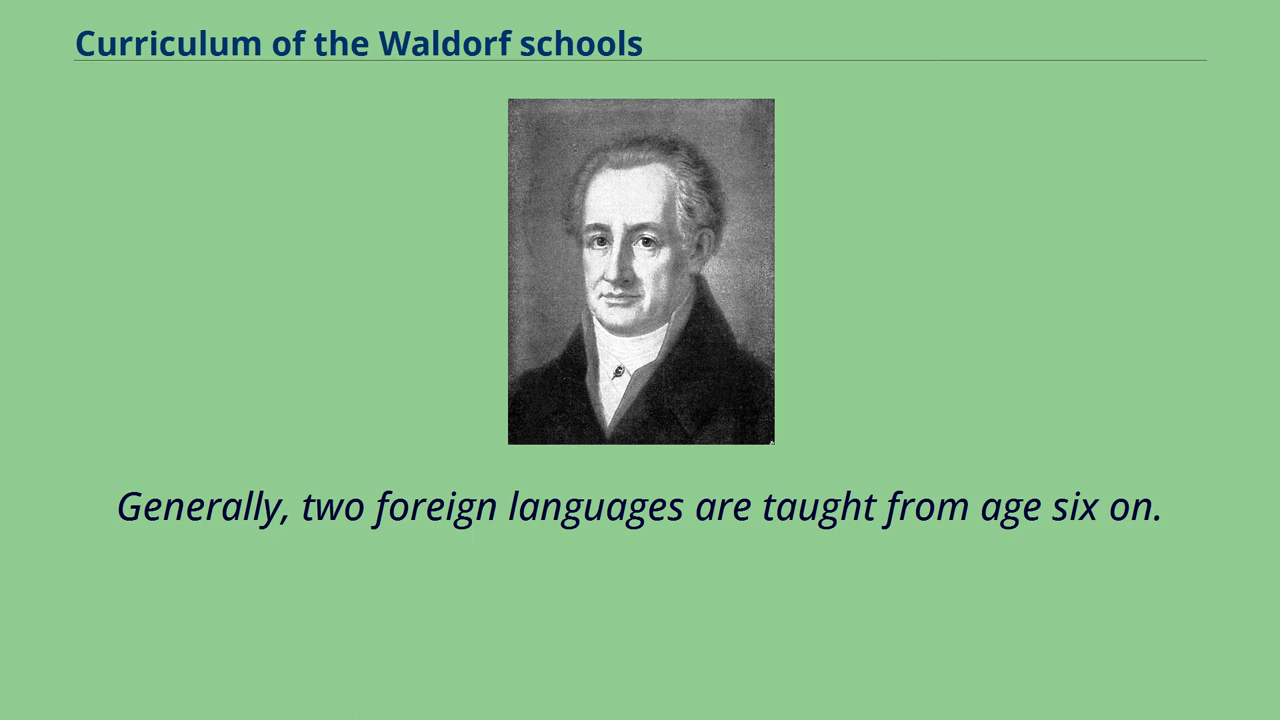 Curriculum of the Waldorf schools
Generally, two foreign languages are taught from age six on.